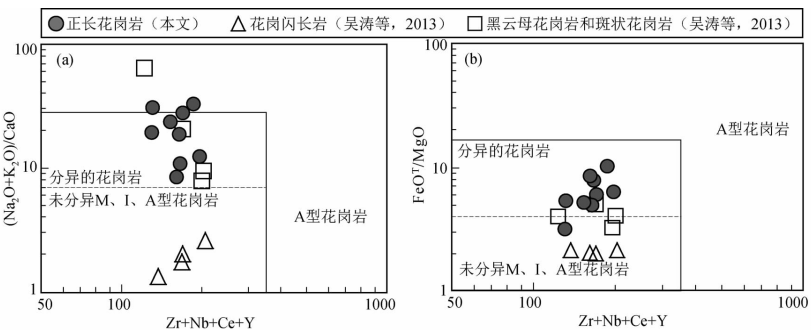 正长花岗岩（本文） 花岗闪长岩（吴涛等，2013） 黑云母花岗岩和斑状花岗岩（吴涛等，2013）
(a)
100
10
1
(Na₂O+K₂O)/CaO
分异的花岗岩
未分异M、I、A型花岗岩
A型花岗岩
50 100 1000
Zr+Nb+Ce+Y
(b)
100
10
1
FeOᵀ/MgO
A型花岗岩
分异的花岗岩
未分异M、I、A型花岗岩
50 100 1000
Zr+Nb+Ce+Y